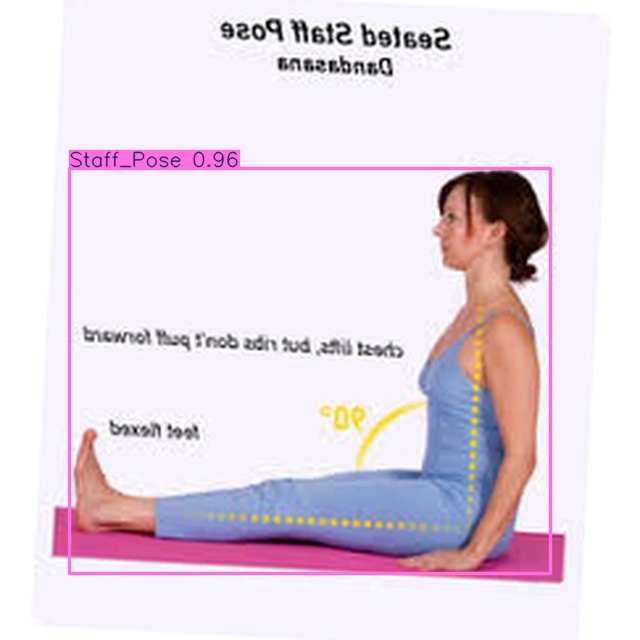 Seated Staff Pose
Dandasana
Staff_Pose 0.96
chest lifts, but ribs don't puff forward
90°
feet flexed